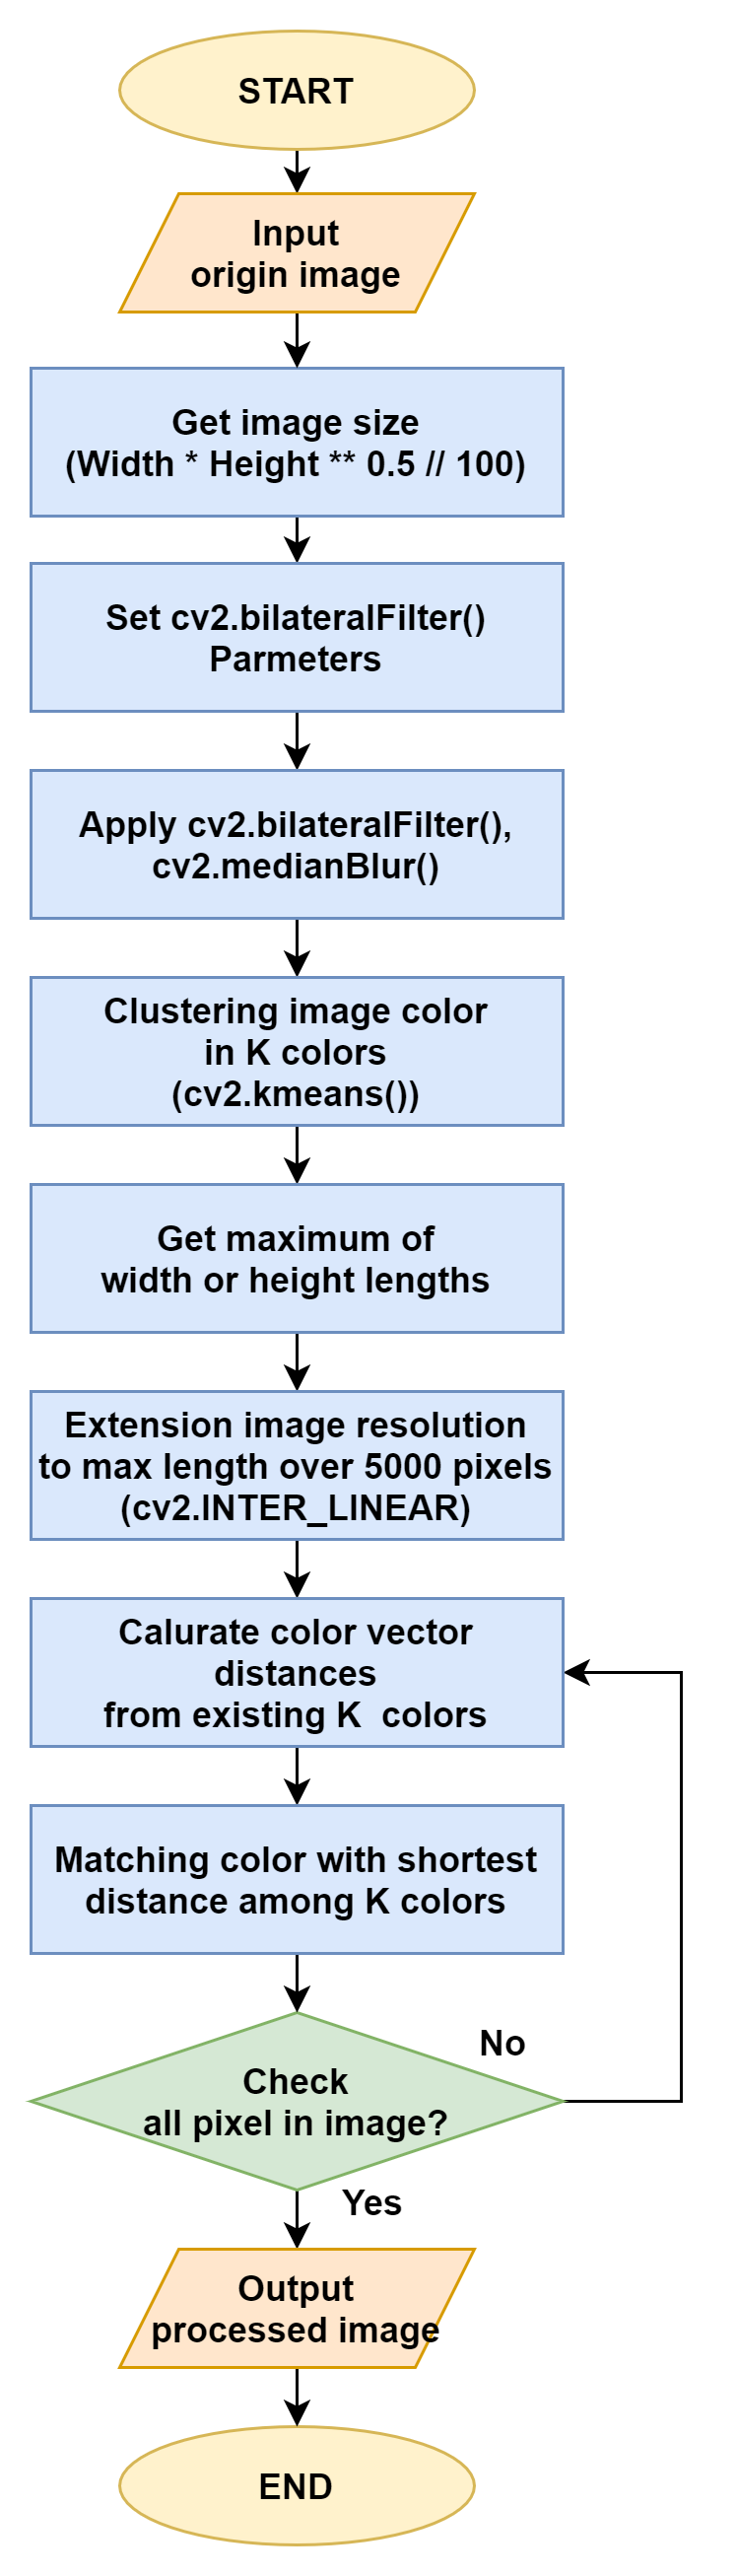 START
Input
origin image
Get image size
(Width * Height ** 0.5 // 100)
Set cv2.bilateralFilter()
Parmeters
Apply cv2.bilateralFilter(),
cv2.medianBlur()
Clustering image color
in K colors
(cv2.kmeans())
Get maximum of
width or height lengths
Extension image resolution
to max length over 5000 pixels
(cv2.INTER_LINEAR)
Calurate color vector
distances
from existing K  colors
Matching color with shortest
distance among K colors
No
Check
all pixel in image?
Yes
Output
processed image
END